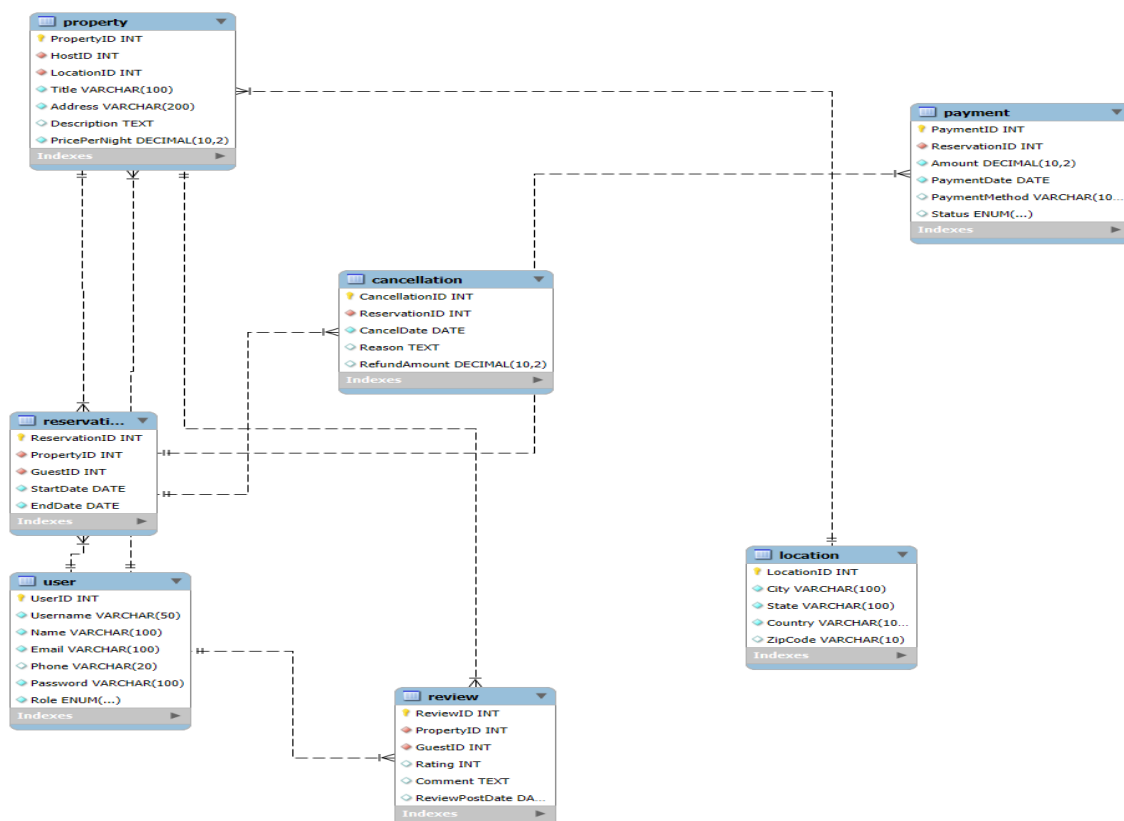 property
PropertyID INT
HostID INT
LocationID INT
Title VARCHAR(100)
Address VARCHAR(200)
Description TEXT
PricePerNight DECIMAL(10,2)
Indexes
payment
PaymentID INT
ReservationID INT
Amount DECIMAL(10,2)
PaymentDate DATE
PaymentMethod VARCHAR(10...
Status ENUM(...)
Indexes
cancellation
CancellationID INT
ReservationID INT
CancelDate DATE
Reason TEXT
RefundAmount DECIMAL(10,2)
Indexes
reservati...
ReservationID INT
PropertyID INT
GuestID INT
StartDate DATE
EndDate DATE
Indexes
location
LocationID INT
City VARCHAR(100)
State VARCHAR(100)
Country VARCHAR(10...
ZipCode VARCHAR(10)
Indexes
user
UserID INT
Username VARCHAR(50)
Name VARCHAR(100)
Email VARCHAR(100)
Phone VARCHAR(20)
Password VARCHAR(100)
Role ENUM(...)
Indexes
review
ReviewID INT
PropertyID INT
GuestID INT
Rating INT
Comment TEXT
ReviewPostDate DA...
Indexes